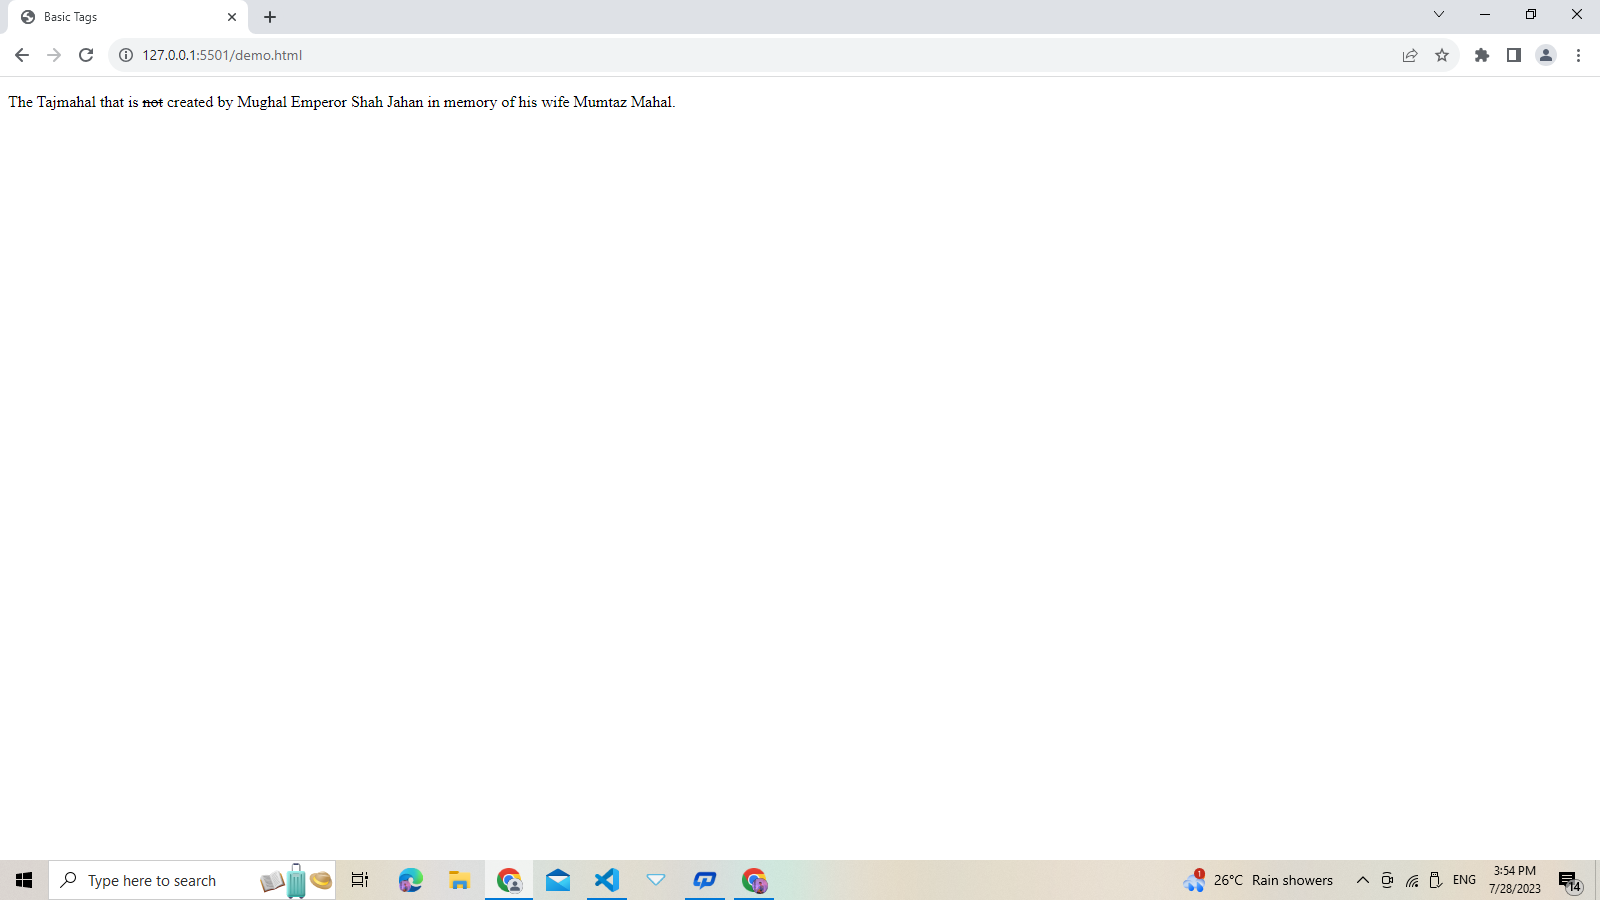 Basic Tags
127.0.0.1:5501/demo.html
The Tajmahal that is not created by Mughal Emperor Shah Jahan in memory of his wife Mumtaz Mahal.
Type here to search
1
26°C Rain showers
ENG
3:54 PM
7/28/2023
14